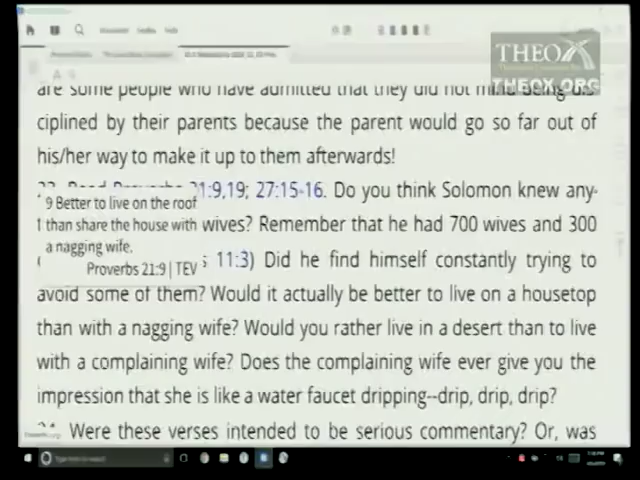 THEOX
THEOX.ORG
are some people who have admitted that they did not mind being dis
ciplined by their parents because the parent would go so far out of
his/her way to make it up to them afterwards!
21:9,19; 27:15-16. Do you think Solomon knew any-
9 Better to live on the roof
than share the house with
a nagging wife.
Proverbs 21:9 | TEV
wives? Remember that he had 700 wives and 300
11:3) Did he find himself constantly trying to
avoid some of them? Would it actually be better to live on a housetop
than with a nagging wife? Would you rather live in a desert than to live
with a complaining wife? Does the complaining wife ever give you the
impression that she is like a water faucet dripping--drip, drip, drip?
Were these verses intended to be serious commentary? Or, was